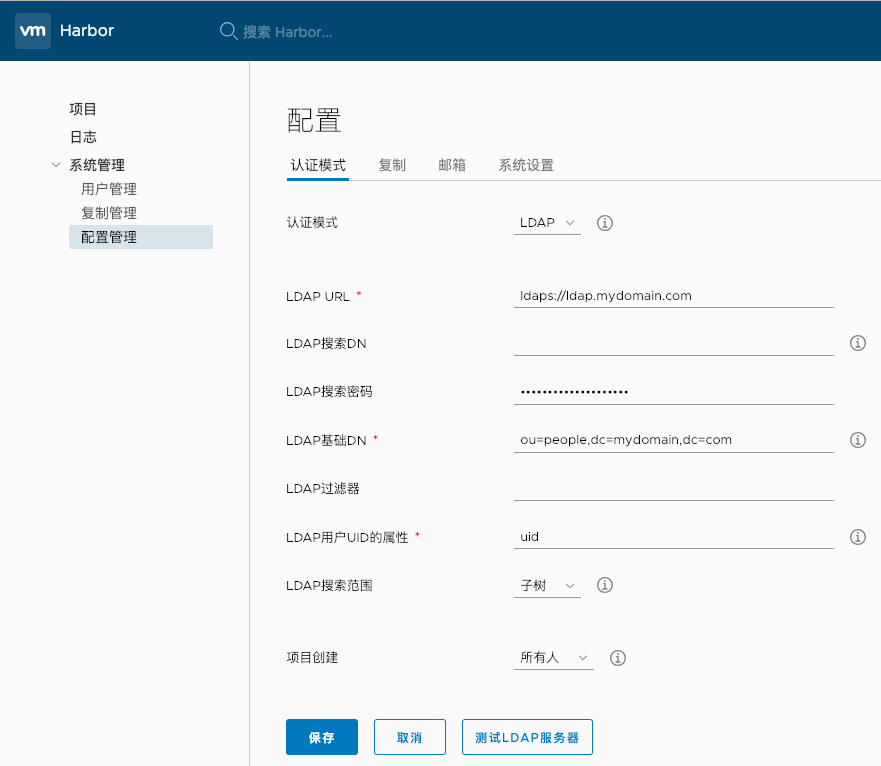 vm Harbor 搜索 Harbor...
项目
日志
系统管理
用户管理
复制管理
配置管理
配置
认证模式 复制 邮箱 系统设置
认证模式 LDAP
LDAP URL * ldaps://ldap.mydomain.com
LDAP搜索DN
LDAP搜索密码 ••••••••••••••••••••
LDAP基础DN * ou=people,dc=mydomain,dc=com
LDAP过滤器
LDAP用户UID的属性 * uid
LDAP搜索范围 子树
项目创建 所有人
保存 取消 测试LDAP服务器